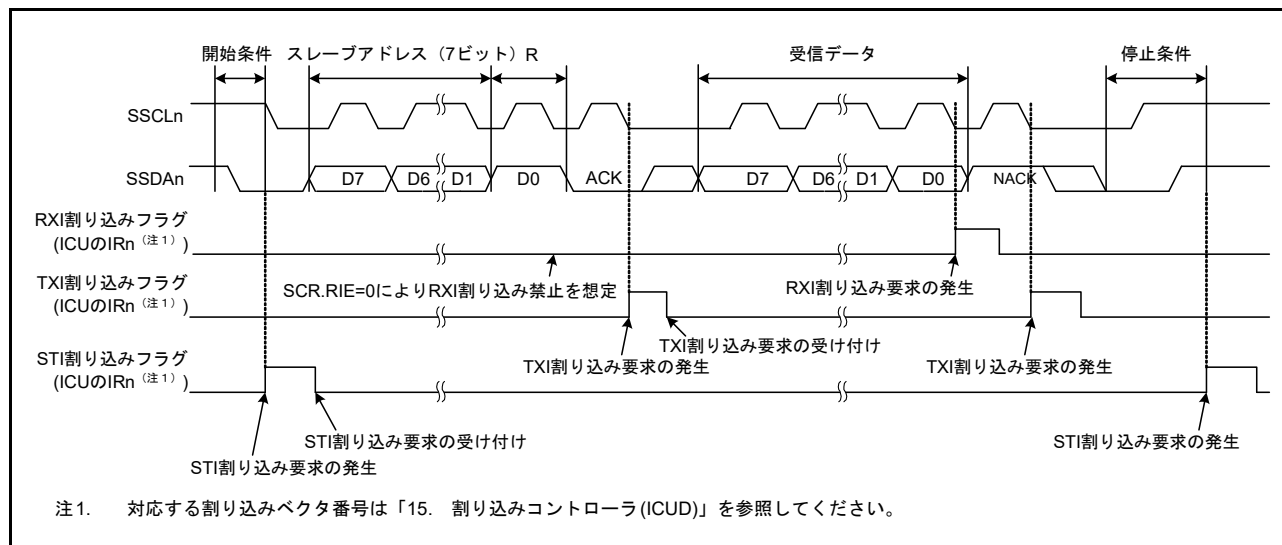 開始条件 スレーブアドレス（7ビット）R 受信データ 停止条件
SSCLn
SSDAn D7 D6 D1 D0 ACK D7 D6 D1 D0 NACK
RXI割り込みフラグ
(ICUのIRn（注1）)
SCR.RIE=0によりRXI割り込み禁止を想定 RXI割り込み要求の発生
TXI割り込みフラグ
(ICUのIRn（注1）)
TXI割り込み要求の受け付け
TXI割り込み要求の発生 TXI割り込み要求の発生
STI割り込みフラグ
(ICUのIRn（注1）)
STI割り込み要求の受け付け
STI割り込み要求の発生 STI割り込み要求の発生
注1. 対応する割り込みベクタ番号は「15. 割り込みコントローラ(ICUD)」を参照してください。